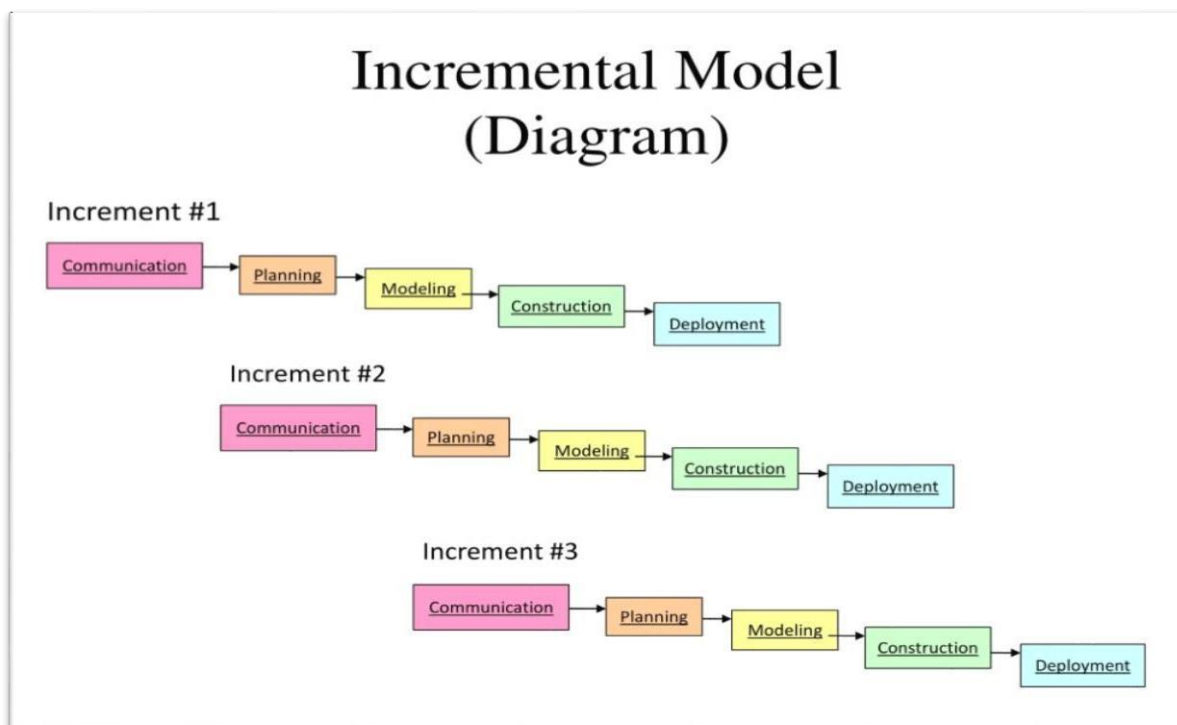 Incremental Model
(Diagram)
Increment #1
Communication
Planning
Modeling
Construction
Deployment
Increment #2
Communication
Planning
Modeling
Construction
Deployment
Increment #3
Communication
Planning
Modeling
Construction
Deployment